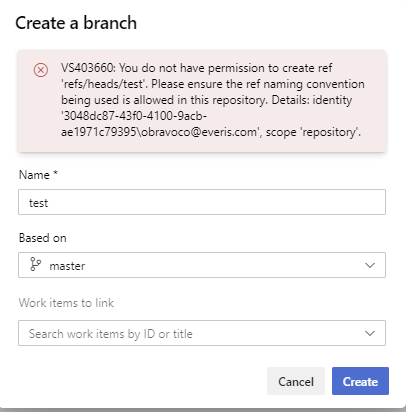 Create a branch
VS403660: You do not have permission to create ref
'refs/heads/test'. Please ensure the ref naming convention
being used is allowed in this repository. Details: identity
'3048dc87-43f0-4100-9acb-
ae1971c79395\obravoco@everis.com', scope 'repository'.
Name *
test
Based on
master
Work items to link
Search work items by ID or title
Cancel
Create